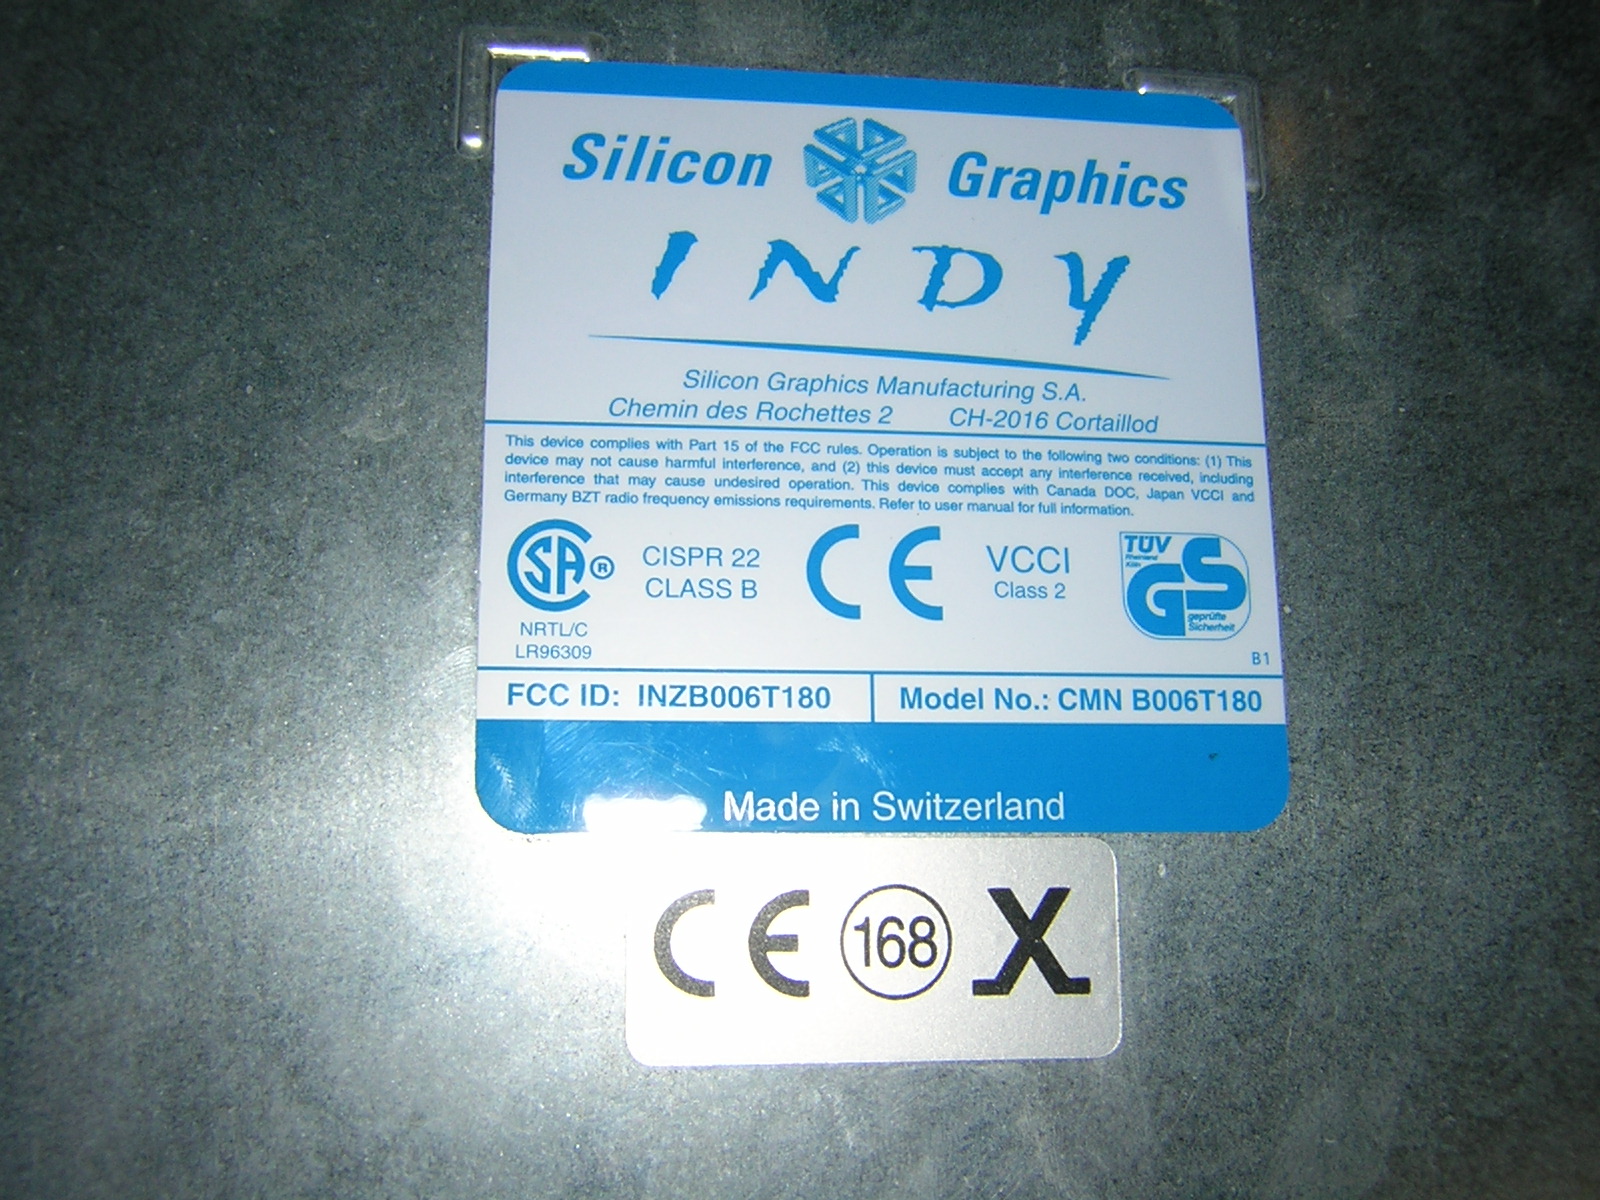 Silicon Graphics
INDY
Silicon Graphics Manufacturing S.A.
Chemin des Rochettes 2 CH-2016 Cortaillod
This device complies with Part 15 of the FCC rules. Operation is subject to the following two conditions: (1) This
device may not cause harmful interference, and (2) this device must accept any interference received, including
interference that may cause undesired operation. This device complies with Canada DOC, Japan VCCI and
Germany BZT radio frequency emissions requirements. Refer to user manual for full information.
SA ®
NRTL/C
LR96309
CISPR 22
CLASS B
CE
VCCI
Class 2
TÜV
Rheinland
Köln
GS
geprüfte
Sicherheit
B1
FCC ID: INZB006T180
Model No.: CMN B006T180
Made in Switzerland
CE 168 X